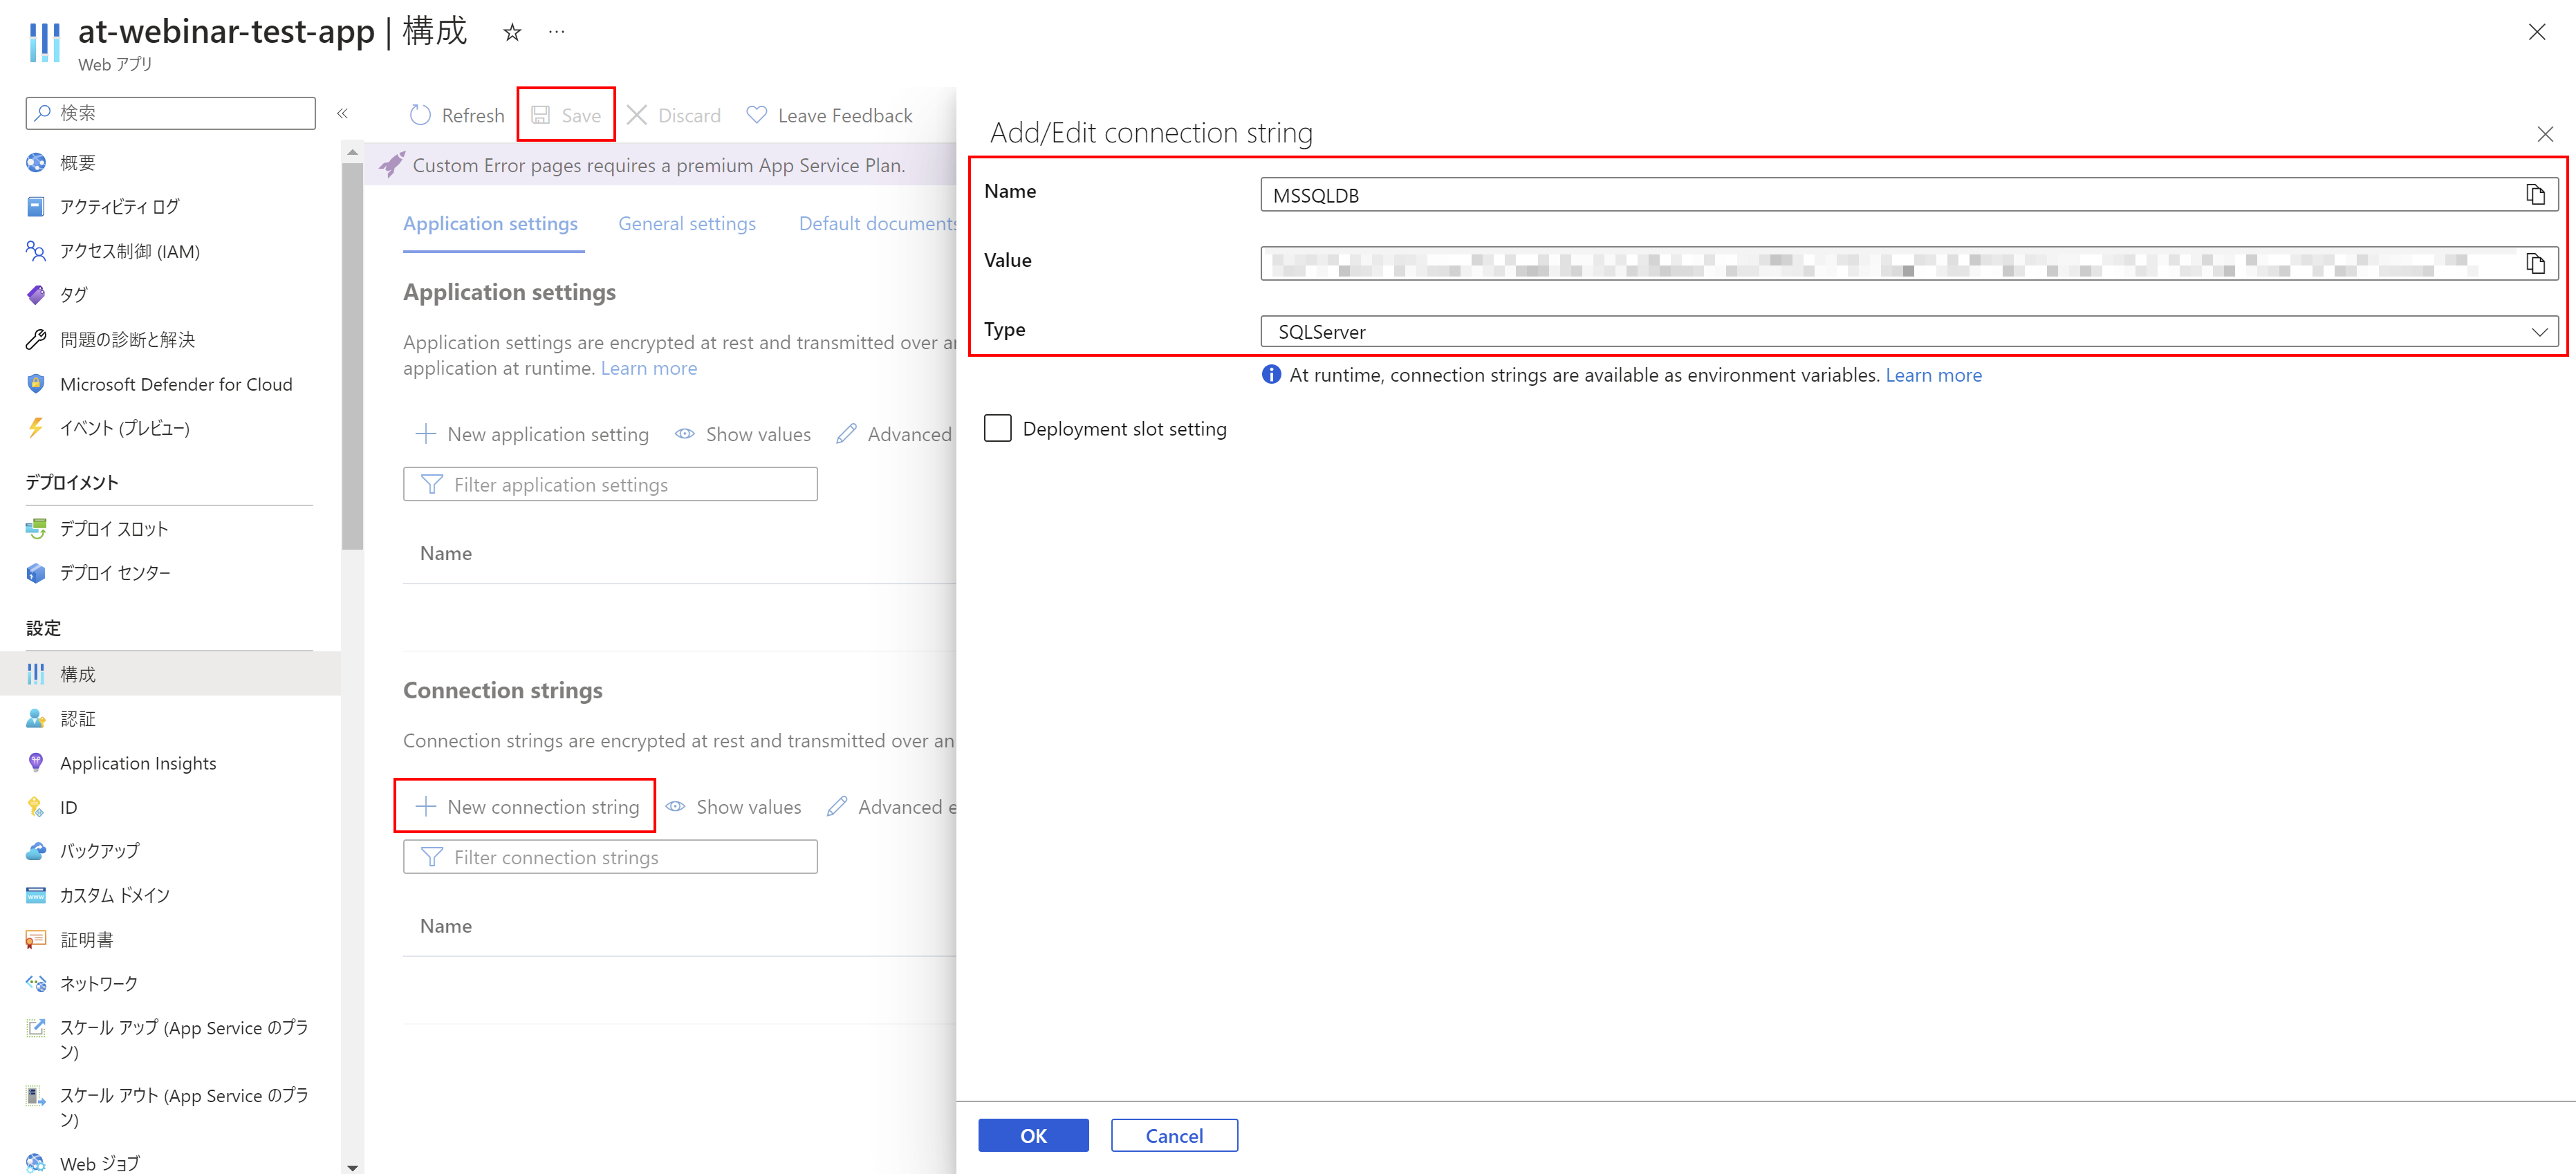 at-webinar-test-app | 構成 ☆ ···
Web アプリ
検索
概要
アクティビティ ログ
アクセス制御 (IAM)
タグ
問題の診断と解決
Microsoft Defender for Cloud
イベント (プレビュー)
デプロイメント
デプロイ スロット
デプロイ センター
設定
構成
認証
Application Insights
ID
バックアップ
カスタム ドメイン
証明書
ネットワーク
スケール アップ (App Service のプラ
ン)
スケール アウト (App Service のプラ
ン)
Web ジョブ
Refresh Save Discard Leave Feedback
Custom Error pages requires a premium App Service Plan.
Application settings General settings Default documents
Application settings
Application settings are encrypted at rest and transmitted over an
application at runtime. Learn more
New application setting Show values Advanced
Filter application settings
Name
Connection strings
Connection strings are encrypted at rest and transmitted over an
New connection string Show values Advanced e
Filter connection strings
Name
Add/Edit connection string
Name MSSQLDB
Value
Type SQLServer
At runtime, connection strings are available as environment variables. Learn more
Deployment slot setting
OK Cancel